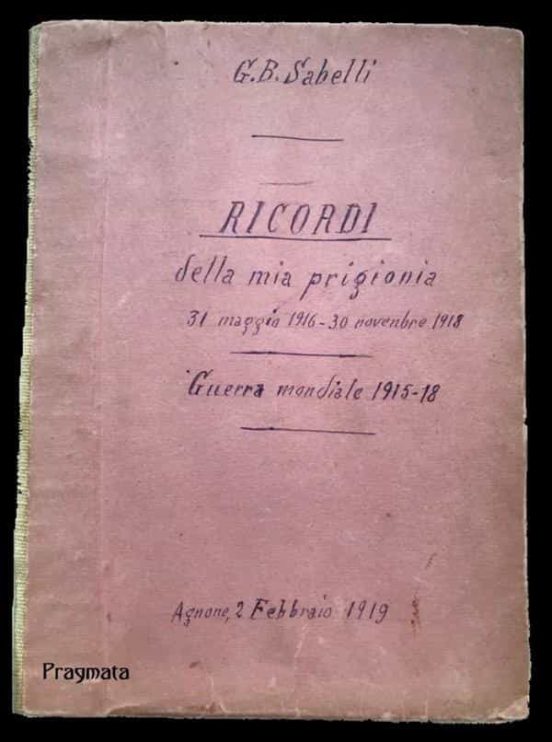 G. B. Sabelli
RICORDI
della mia prigionia
31 maggio 1916 - 30 novembre 1918
Guerra mondiale 1915-18
Agnone, 2 Febbraio 1919
Pragmata